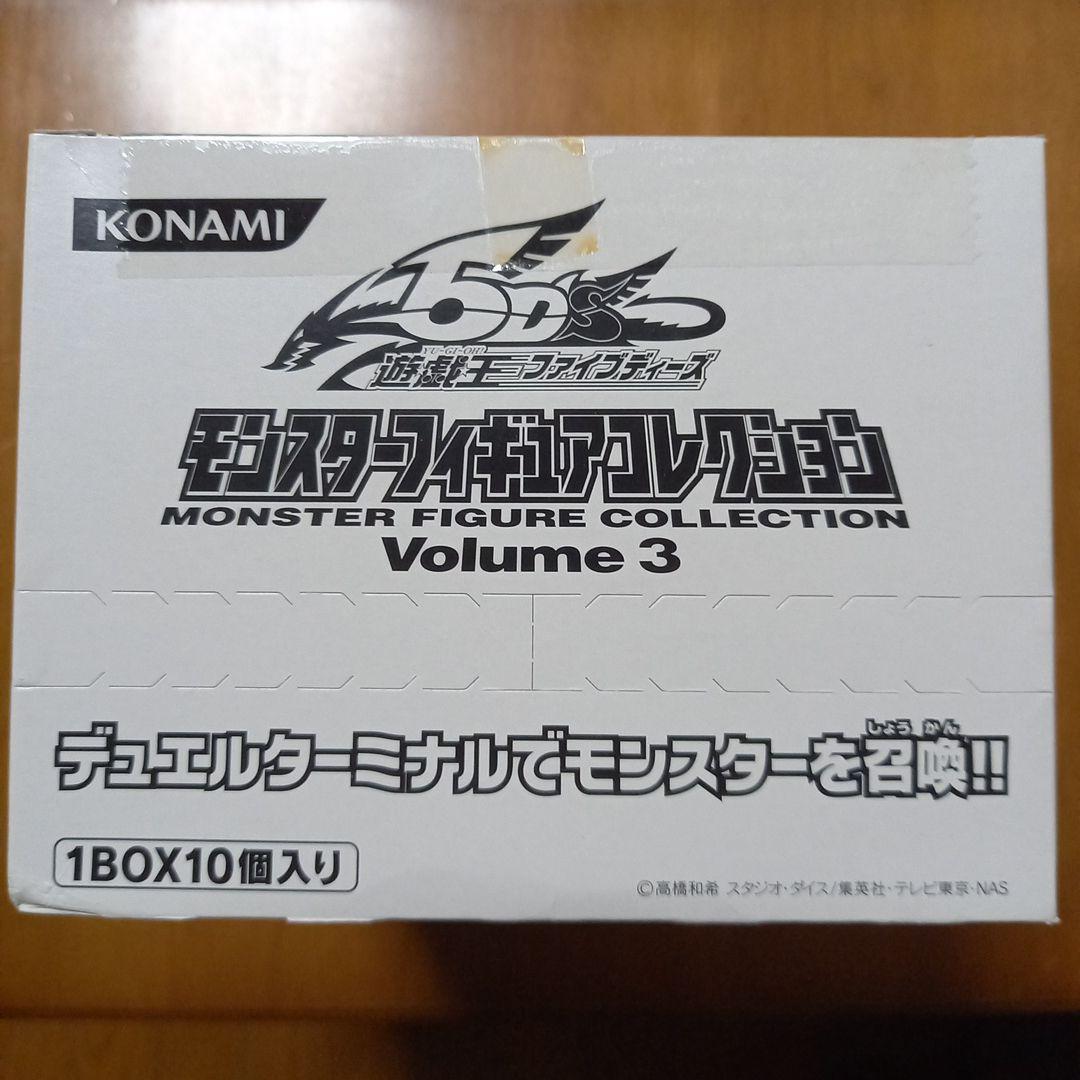 KONAMI
5D's
YU-GI-OH!
遊戯王ファイブディーズ
モンスターフィギュアコレクション
MONSTER FIGURE COLLECTION
Volume 3
しょう かん
デュエルターミナルでモンスターを召喚!!
1BOX10個入り
©高橋和希 スタジオ・ダイス/集英社・テレビ東京・NAS